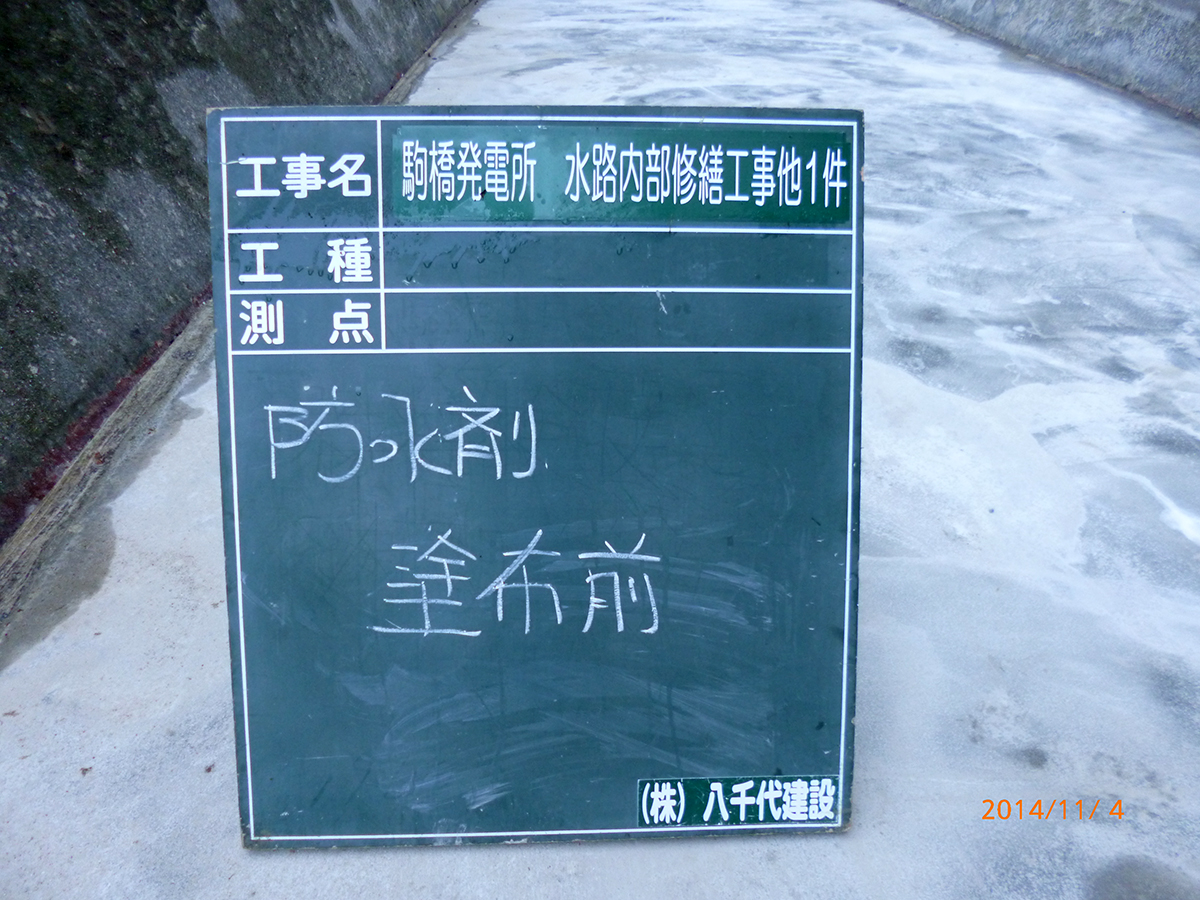 工事名 駒橋発電所 水路内部修繕工事他1件
工種
測点
防水剤
塗布前
(株) 八千代建設
2014/11/ 4